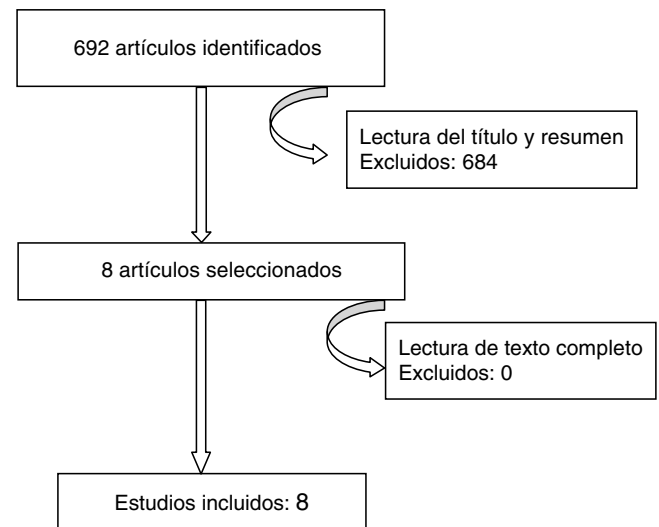 692 artículos identificados
Lectura del título y resumen
Excluidos: 684
8 artículos seleccionados
Lectura de texto completo
Excluidos: 0
Estudios incluidos: 8